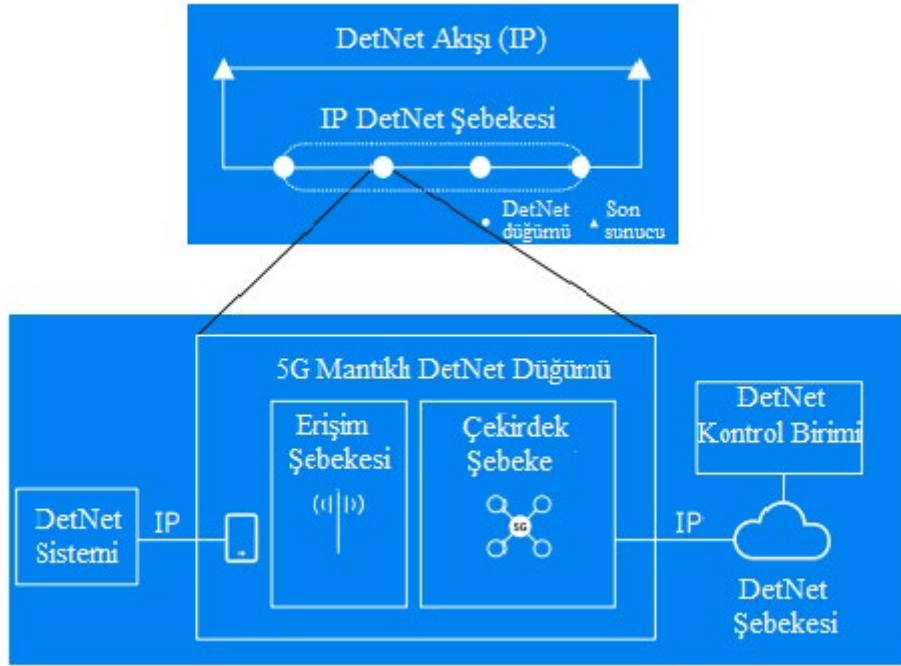 DetNet Akışı (IP)
IP DetNet Şebekesi
DetNet düğümü
Son sunucu
5G Mantıklı DetNet Düğümü
Erişim
Şebekesi
Çekirdek
Şebeke
5G
DetNet
Kontrol Birimi
DetNet
Sistemi
IP
IP
DetNet
Şebekesi